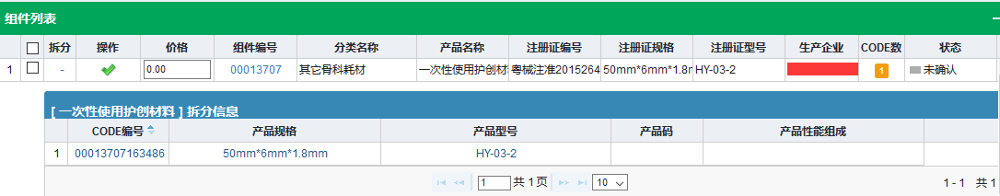 组件列表
拆分 操作 价格 组件编号 分类名称 产品名称 注册证编号 注册证规格 注册证型号 生产企业 CODE数 状态
1 - 0.00 00013707 其它骨科耗材 一次性使用护创材 粤械注准2015264 50mm*6mm*1.8m HY-03-2 1 未确认
[ 一次性使用护创材料 ] 拆分信息
CODE编号 产品规格 产品型号 产品码 产品性能组成
1 00013707163486 50mm*6mm*1.8mm HY-03-2
1 共 1 页 10 1 - 1 共 1